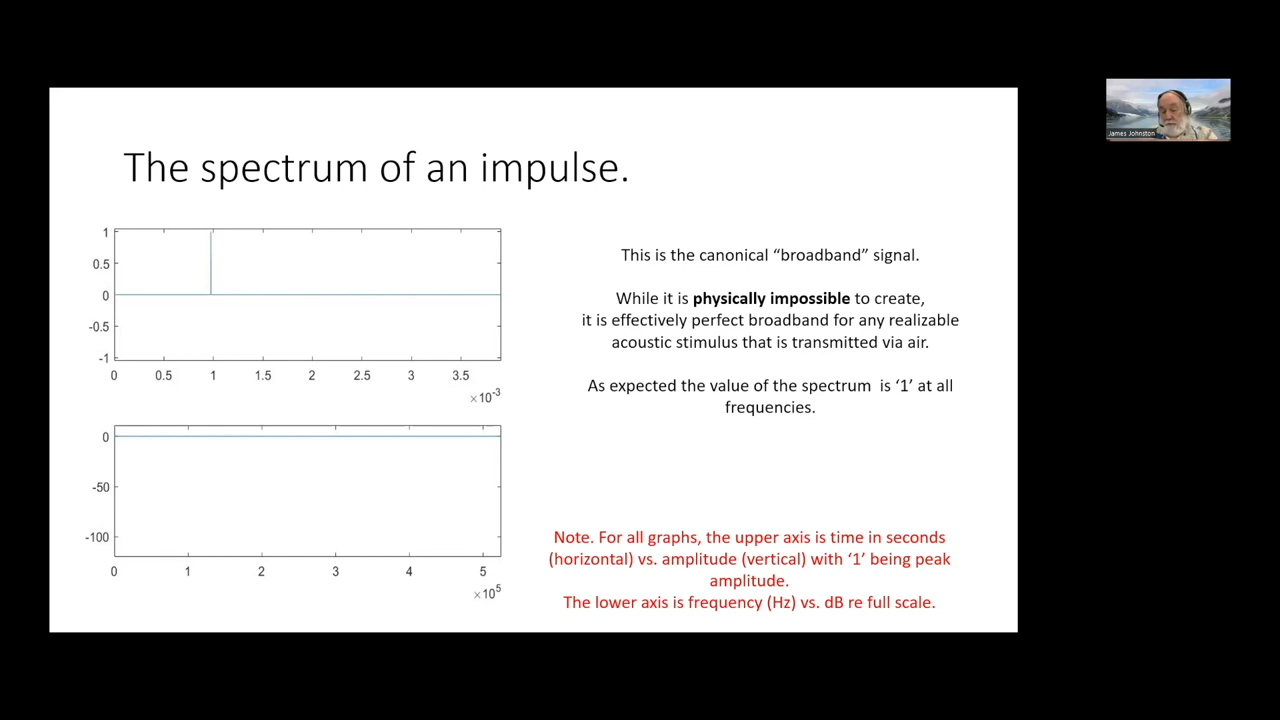 The spectrum of an impulse.
1
0.5
0
-0.5
-1
0 0.5 1 1.5 2 2.5 3 3.5
×10⁻³
0
-50
-100
0 1 2 3 4 5
×10⁵
This is the canonical “broadband” signal.
While it is physically impossible to create,
it is effectively perfect broadband for any realizable
acoustic stimulus that is transmitted via air.
As expected the value of the spectrum is ‘1’ at all
frequencies.
Note. For all graphs, the upper axis is time in seconds
(horizontal) vs. amplitude (vertical) with ‘1’ being peak
amplitude.
The lower axis is frequency (Hz) vs. dB re full scale.
James Johnston